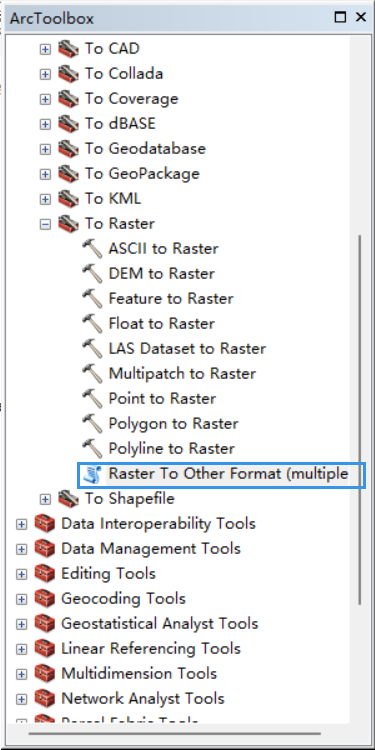 ArcToolbox
To CAD
To Collada
To Coverage
To dBASE
To Geodatabase
To GeoPackage
To KML
To Raster
ASCII to Raster
DEM to Raster
Feature to Raster
Float to Raster
LAS Dataset to Raster
Multipatch to Raster
Point to Raster
Polygon to Raster
Polyline to Raster
Raster To Other Format (multiple
To Shapefile
Data Interoperability Tools
Data Management Tools
Editing Tools
Geocoding Tools
Geostatistical Analyst Tools
Linear Referencing Tools
Multidimension Tools
Network Analyst Tools
Parcel Fabric Tools